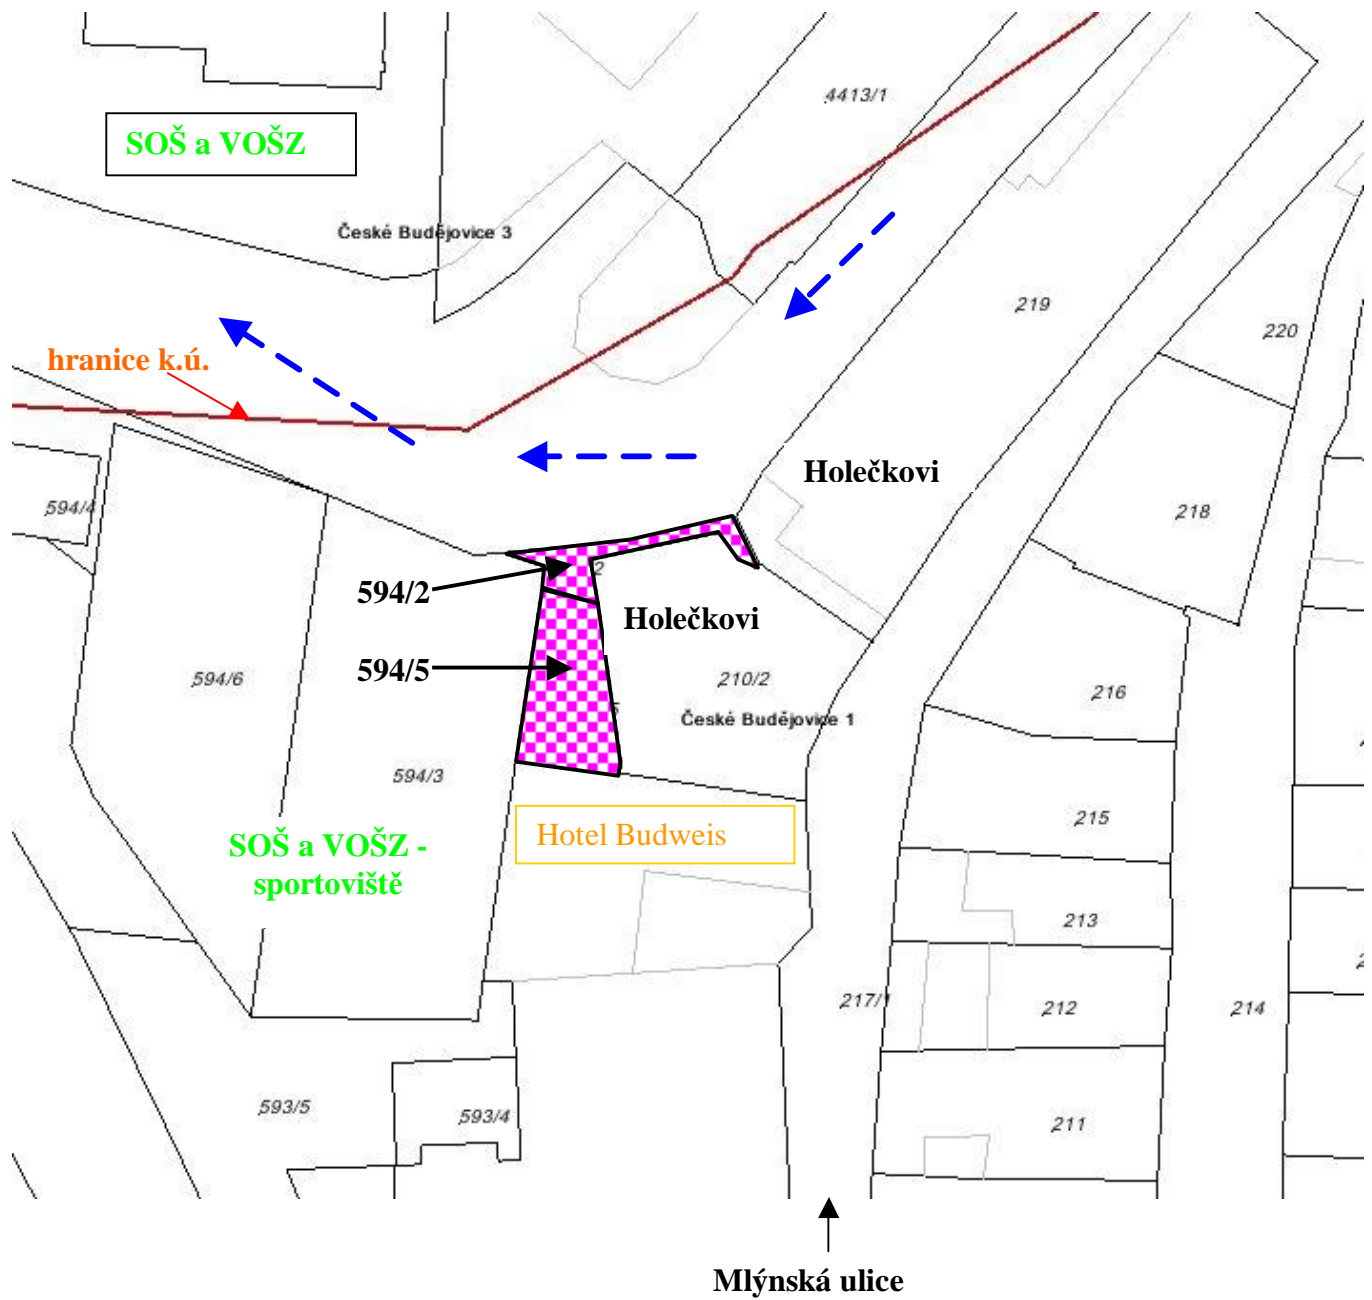 4413/1
SOŠ a VOŠZ
České Budějovice 3
219
220
hranice k.ú.
Holečkovi
594/4
218
594/2
2
Holečkovi
594/5
594/6
210/2
216
České Budějovice 1
594/3
215
Hotel Budweis
SOŠ a VOŠZ -
sportoviště
213
217/1
212
214
593/5
593/4
211
Mlýnská ulice